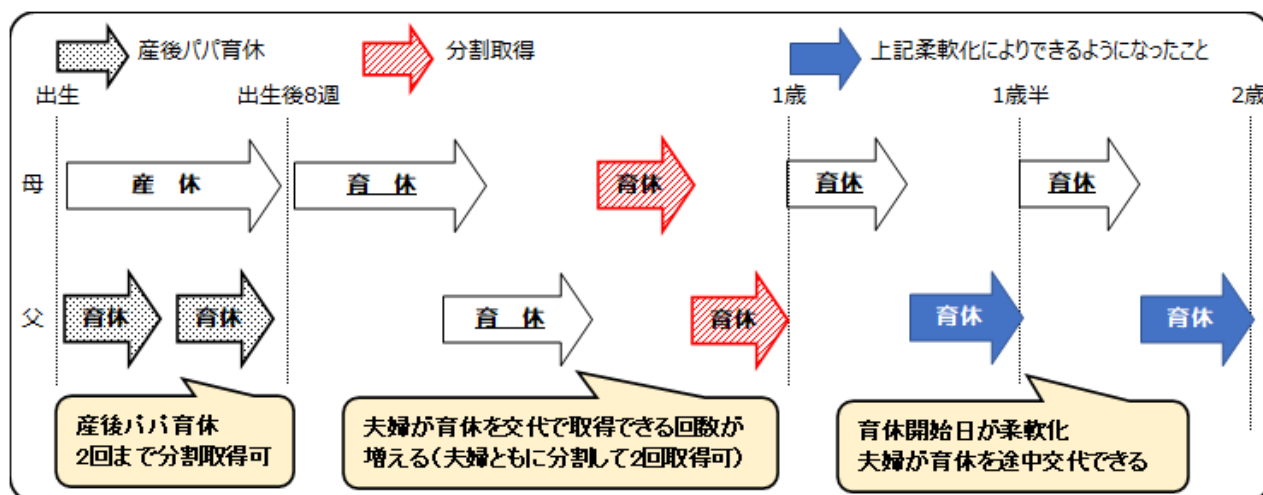 産後パパ育休
分割取得
上記柔軟化によりできるようになったこと
出生
出生後8週
1歳
1歳半
2歳
母
産 休
育 休
育休
育休
育休
父
育休
育休
育 休
育休
育休
育休
産後パパ育休
2回まで分割取得可
夫婦が育休を交代で取得できる回数が
増える(夫婦ともに分割して2回取得可)
育休開始日が柔軟化
夫婦が育休を途中交代できる